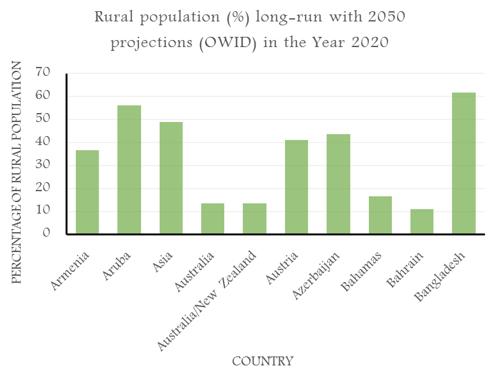 Rural population (%) long-run with 2050
projections (OWID) in the Year 2020
PERCENTAGE OF RURAL POPULATION
70
60
50
40
30
20
10
0
Armenia
Aruba
Asia
Australia
Australia/New Zealand
Austria
Azerbaijan
Bahamas
Bahrain
Bangladesh
COUNTRY